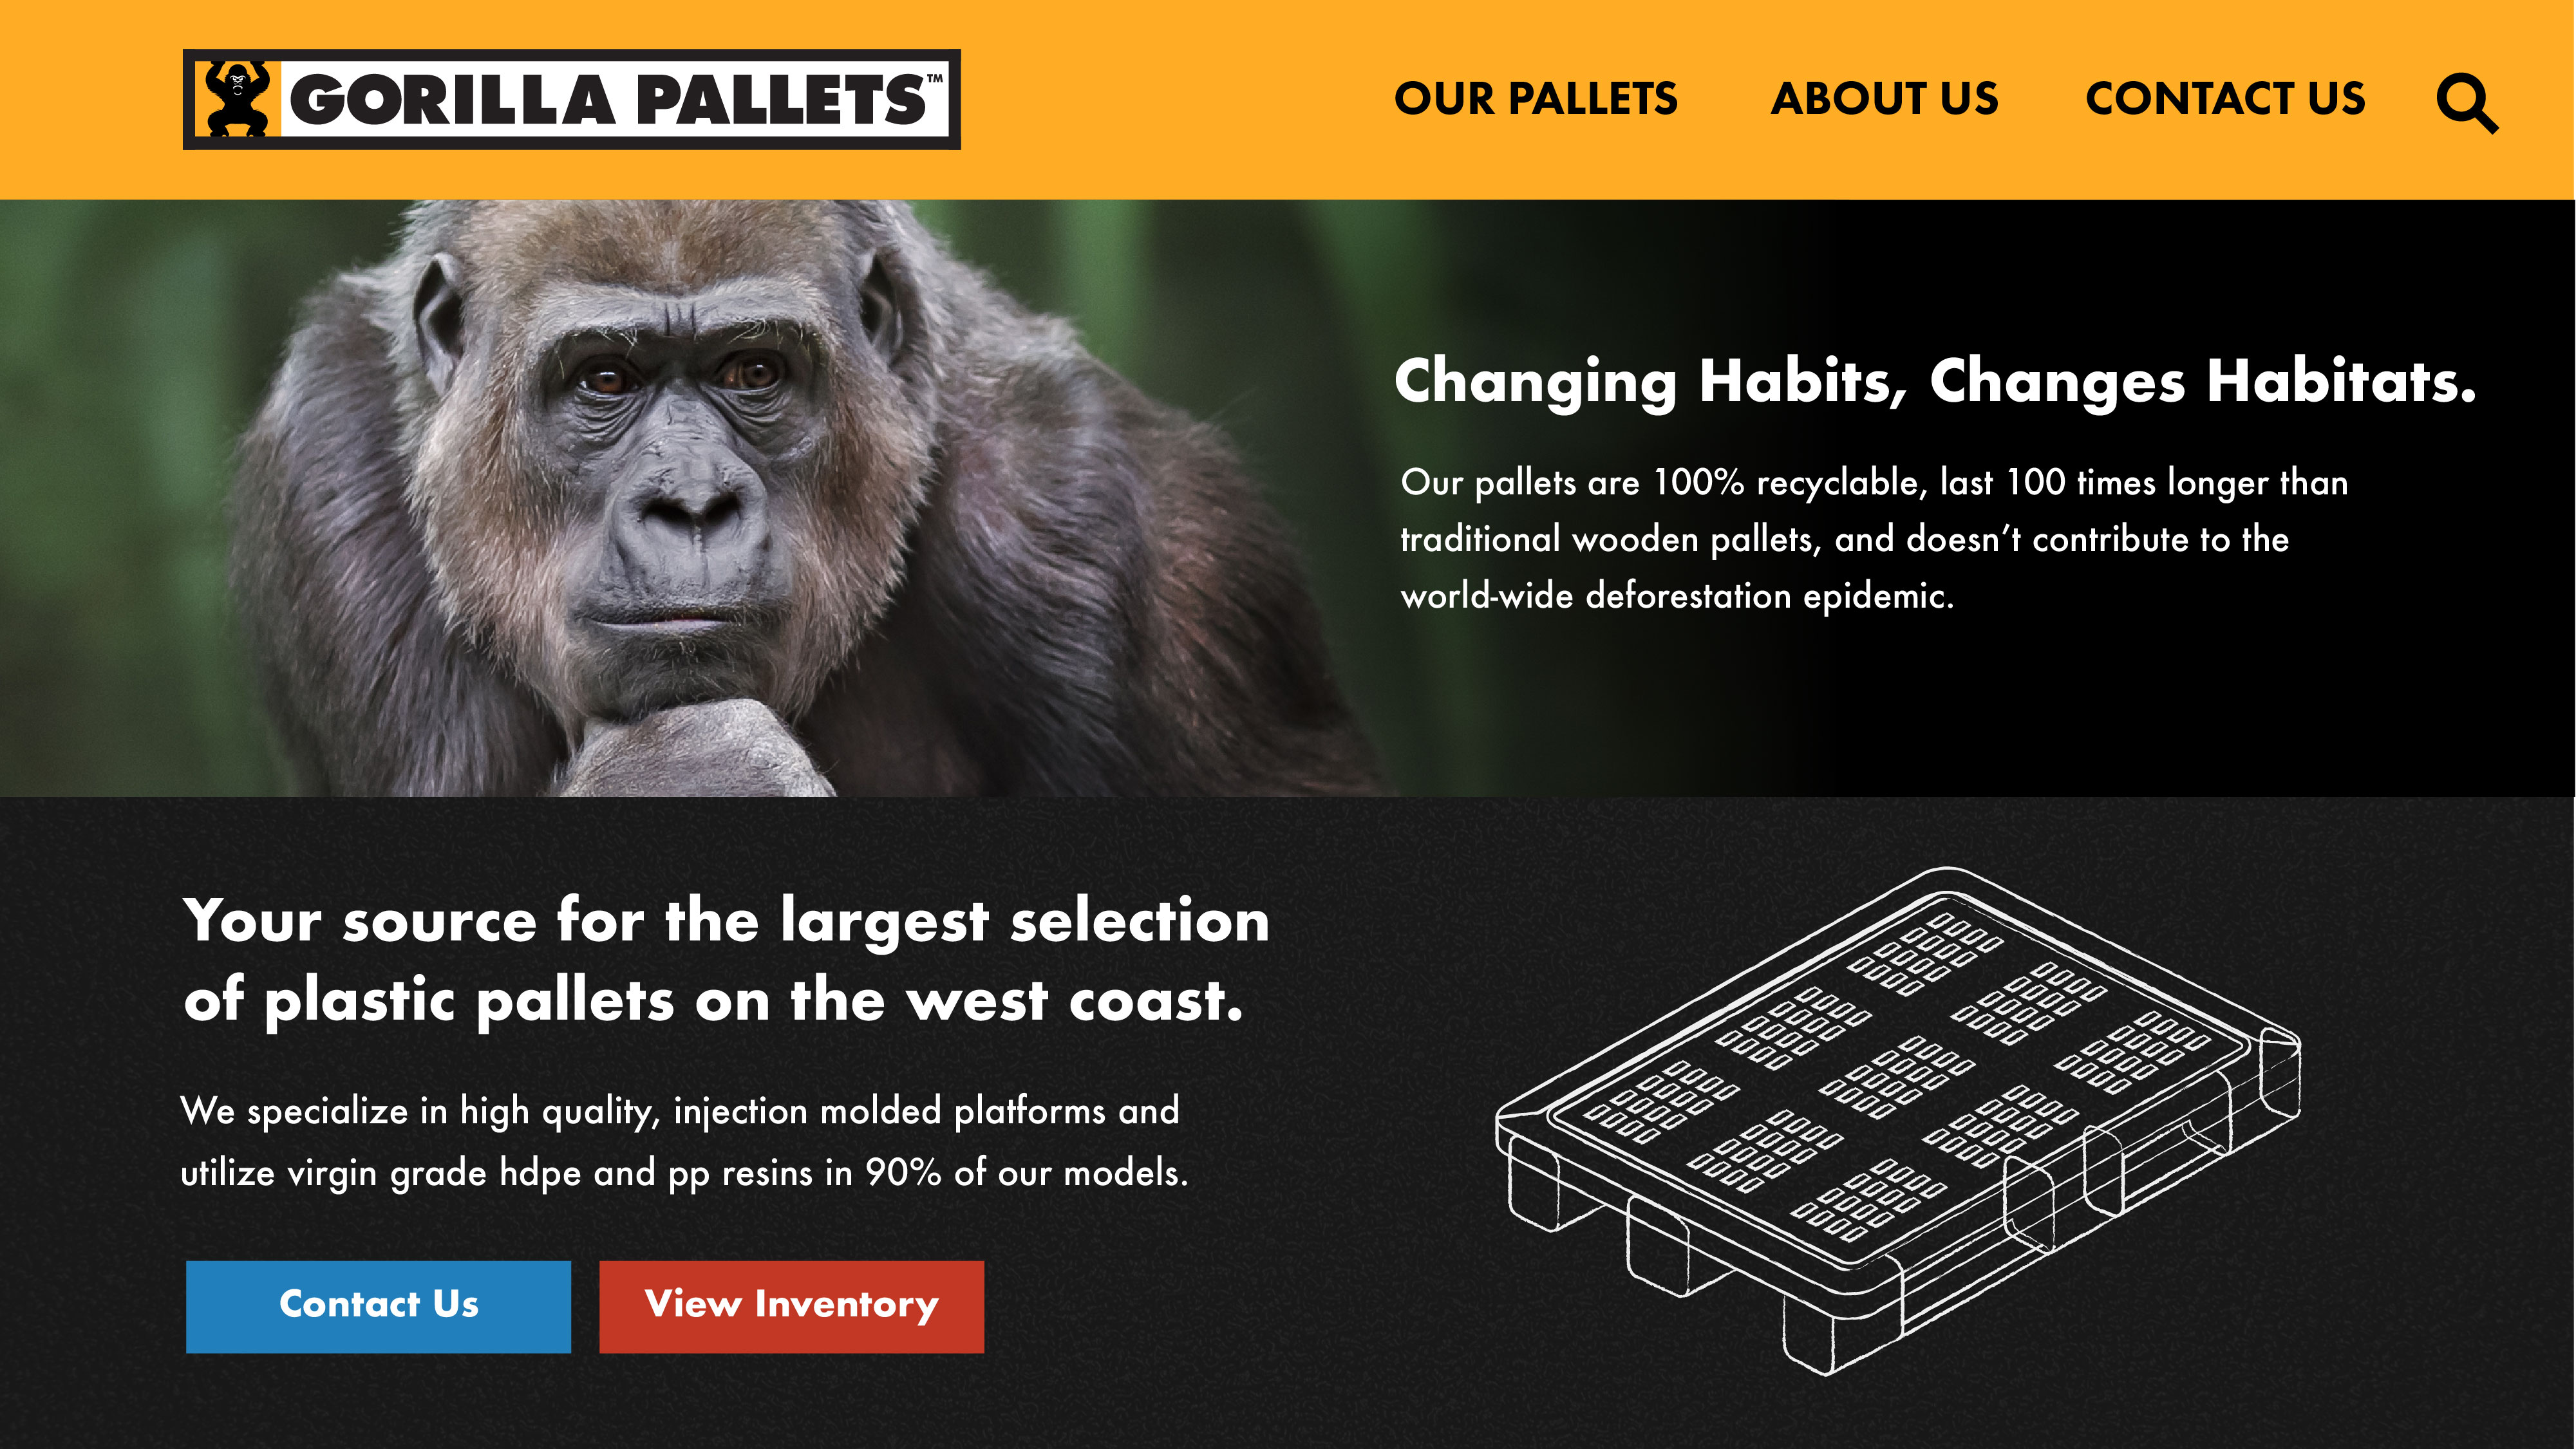 GORILLA PALLETS™
OUR PALLETS
ABOUT US
CONTACT US
Changing Habits, Changes Habitats.
Our pallets are 100% recyclable, last 100 times longer than
traditional wooden pallets, and doesn’t contribute to the
world-wide deforestation epidemic.
Your source for the largest selection
of plastic pallets on the west coast.
We specialize in high quality, injection molded platforms and
utilize virgin grade hdpe and pp resins in 90% of our models.
Contact Us
View Inventory